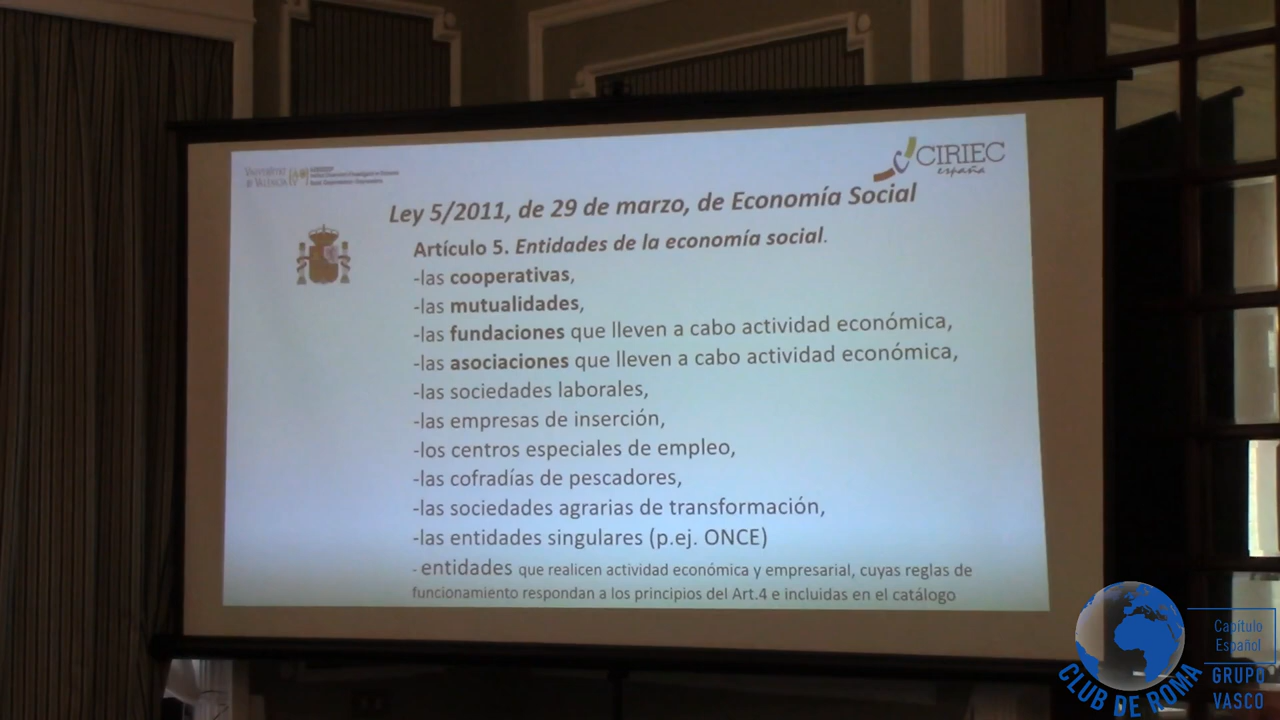 Vniversitat
de València
CIRIEC
españa
Ley 5/2011, de 29 de marzo, de Economía Social
Artículo 5. Entidades de la economía social.
-las cooperativas,
-las mutualidades,
-las fundaciones que lleven a cabo actividad económica,
-las asociaciones que lleven a cabo actividad económica,
-las sociedades laborales,
-las empresas de inserción,
-los centros especiales de empleo,
-las cofradías de pescadores,
-las sociedades agrarias de transformación,
-las entidades singulares (p.ej. ONCE)
- entidades que realicen actividad económica y empresarial, cuyas reglas de
funcionamiento respondan a los principios del Art.4 e incluidas en el catálogo
CLUB DE ROMA
Capítulo
Español
GRUPO
VASCO